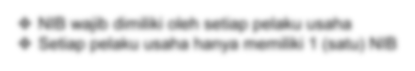 ❖ NIB wajib dimiliki oleh setiap pelaku usaha
❖ Setiap pelaku usaha hanya memiliki 1 (satu) NIB